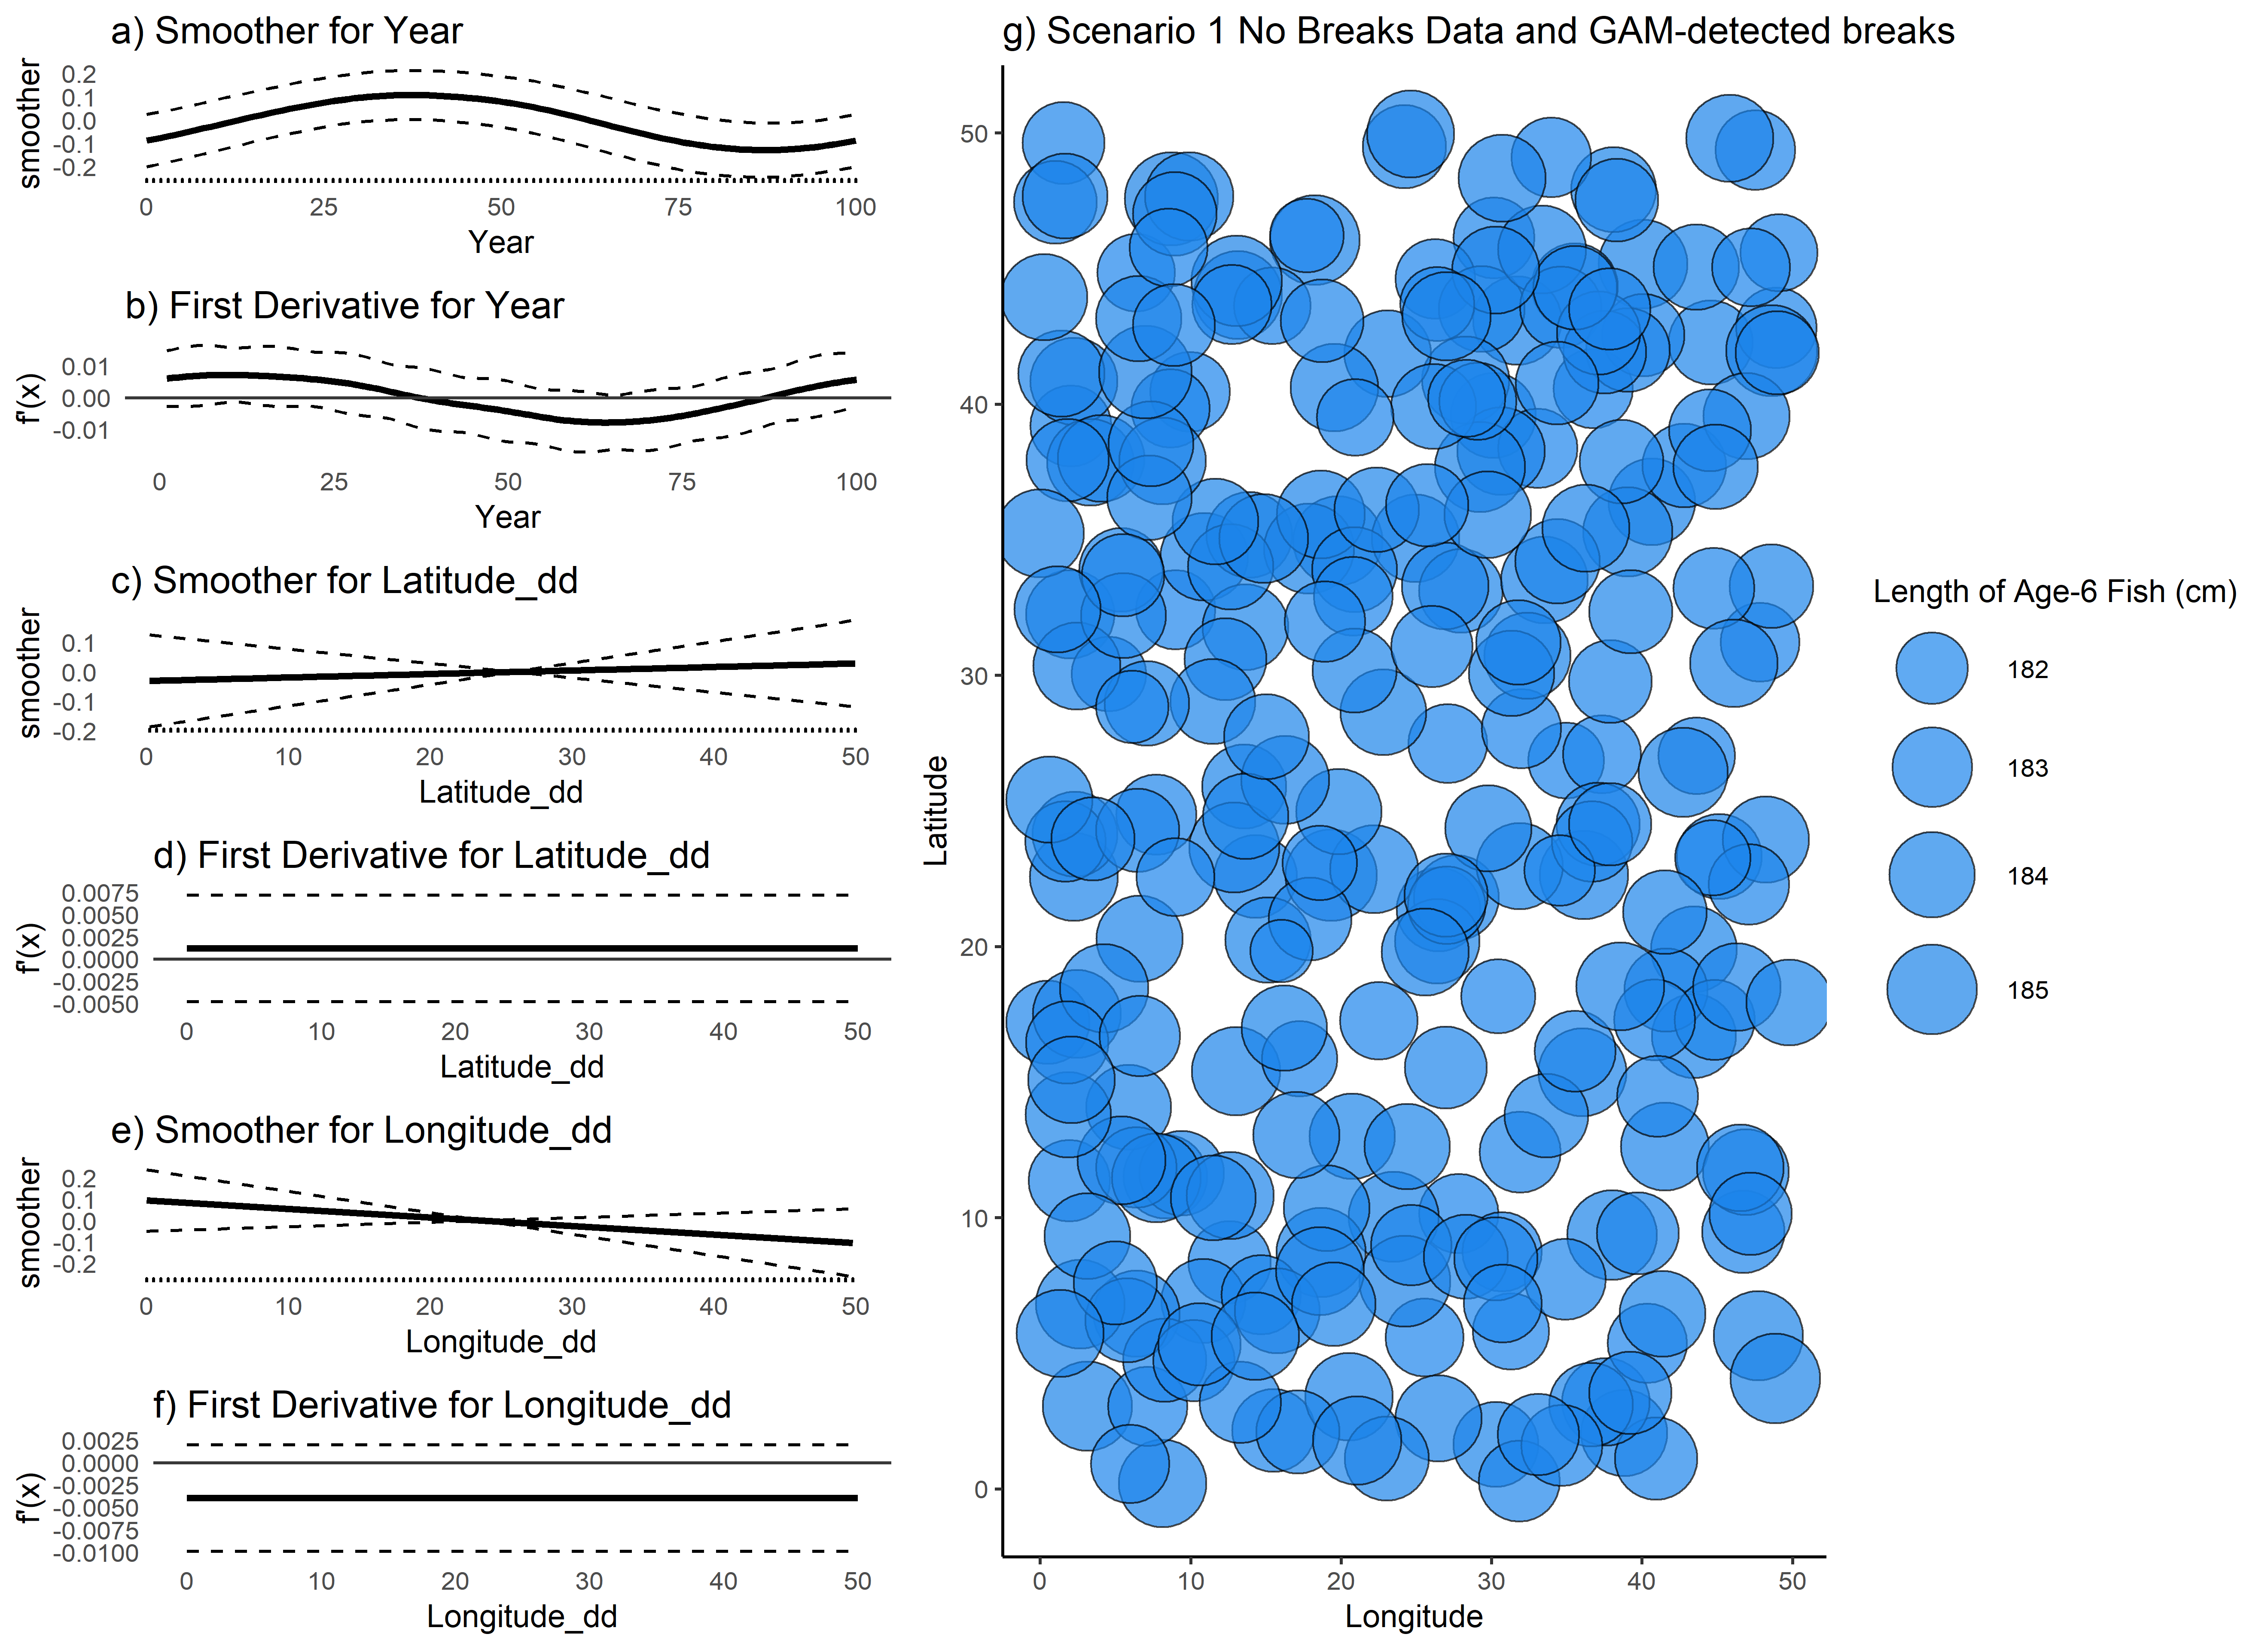 a) Smoother for Year
smoother
0.2
0.1
0.0
-0.1
-0.2
0 25 50 75 100
Year
b) First Derivative for Year
f'(x)
0.01
0.00
-0.01
0 25 50 75 100
Year
c) Smoother for Latitude_dd
smoother
0.1
0.0
-0.1
-0.2
0 10 20 30 40 50
Latitude_dd
d) First Derivative for Latitude_dd
f'(x)
0.0075
0.0050
0.0025
0.0000
-0.0025
-0.0050
0 10 20 30 40 50
Latitude_dd
e) Smoother for Longitude_dd
smoother
0.2
0.1
0.0
-0.1
-0.2
0 10 20 30 40 50
Longitude_dd
f) First Derivative for Longitude_dd
f'(x)
0.0025
0.0000
-0.0025
-0.0050
-0.0075
-0.0100
0 10 20 30 40 50
Longitude_dd
g) Scenario 1 No Breaks Data and GAM-detected breaks
Latitude
50
40
30
20
10
0
0 10 20 30 40 50
Longitude
Length of Age-6 Fish (cm)
182
183
184
185